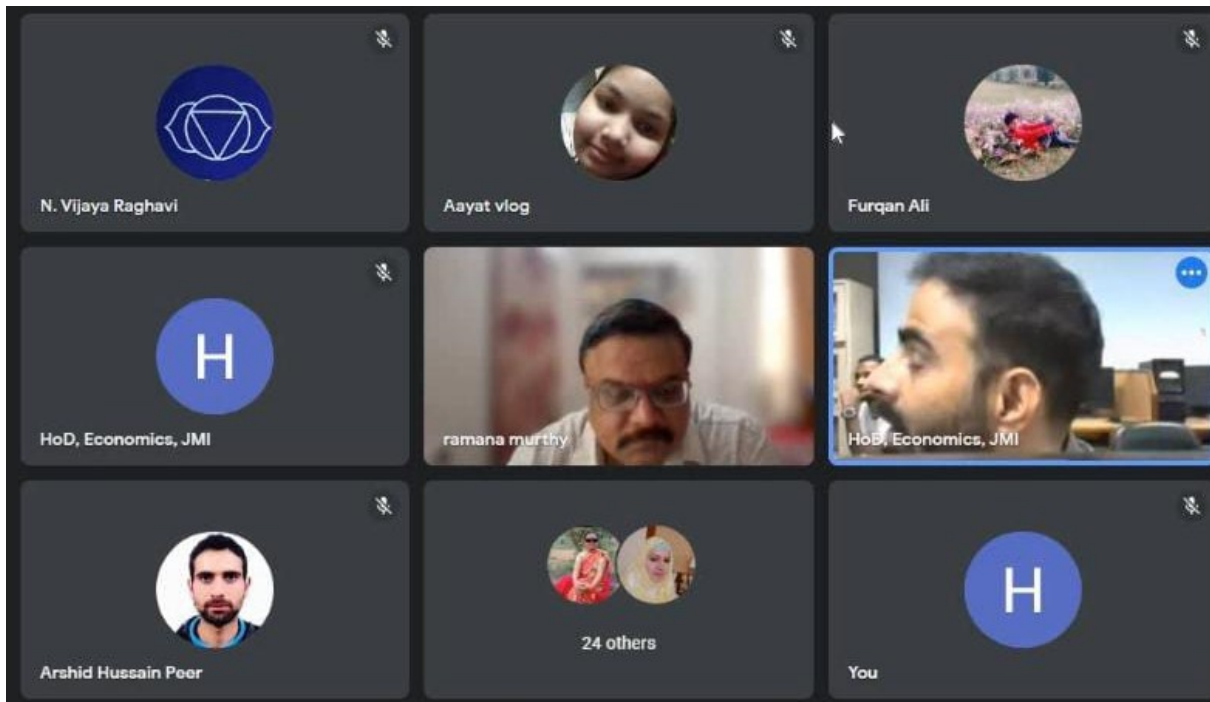 N. Vijaya Raghavi
Aayat vlog
Furqan Ali
H
HoD, Economics, JMI
ramana murthy
HoD, Economics, JMI
Arshid Hussain Peer
24 others
H
You